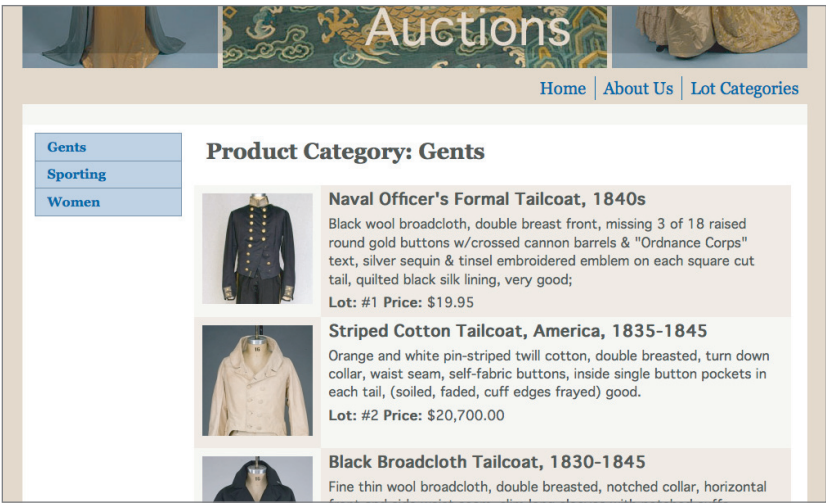 Auctions
Home | About Us | Lot Categories
Gents
Sporting
Women
Product Category: Gents
Naval Officer's Formal Tailcoat, 1840s
Black wool broadcloth, double breast front, missing 3 of 18 raised
round gold buttons w/crossed cannon barrels & "Ordnance Corps"
text, silver sequin & tinsel embroidered emblem on each square cut
tail, quilted black silk lining, very good;
Lot: #1 Price: $19.95
Striped Cotton Tailcoat, America, 1835-1845
Orange and white pin-striped twill cotton, double breasted, turn down
collar, waist seam, self-fabric buttons, inside single button pockets in
each tail, (soiled, faded, cuff edges frayed) good.
Lot: #2 Price: $20,700.00
Black Broadcloth Tailcoat, 1830-1845
Fine thin wool broadcloth, double breasted, notched collar, horizontal